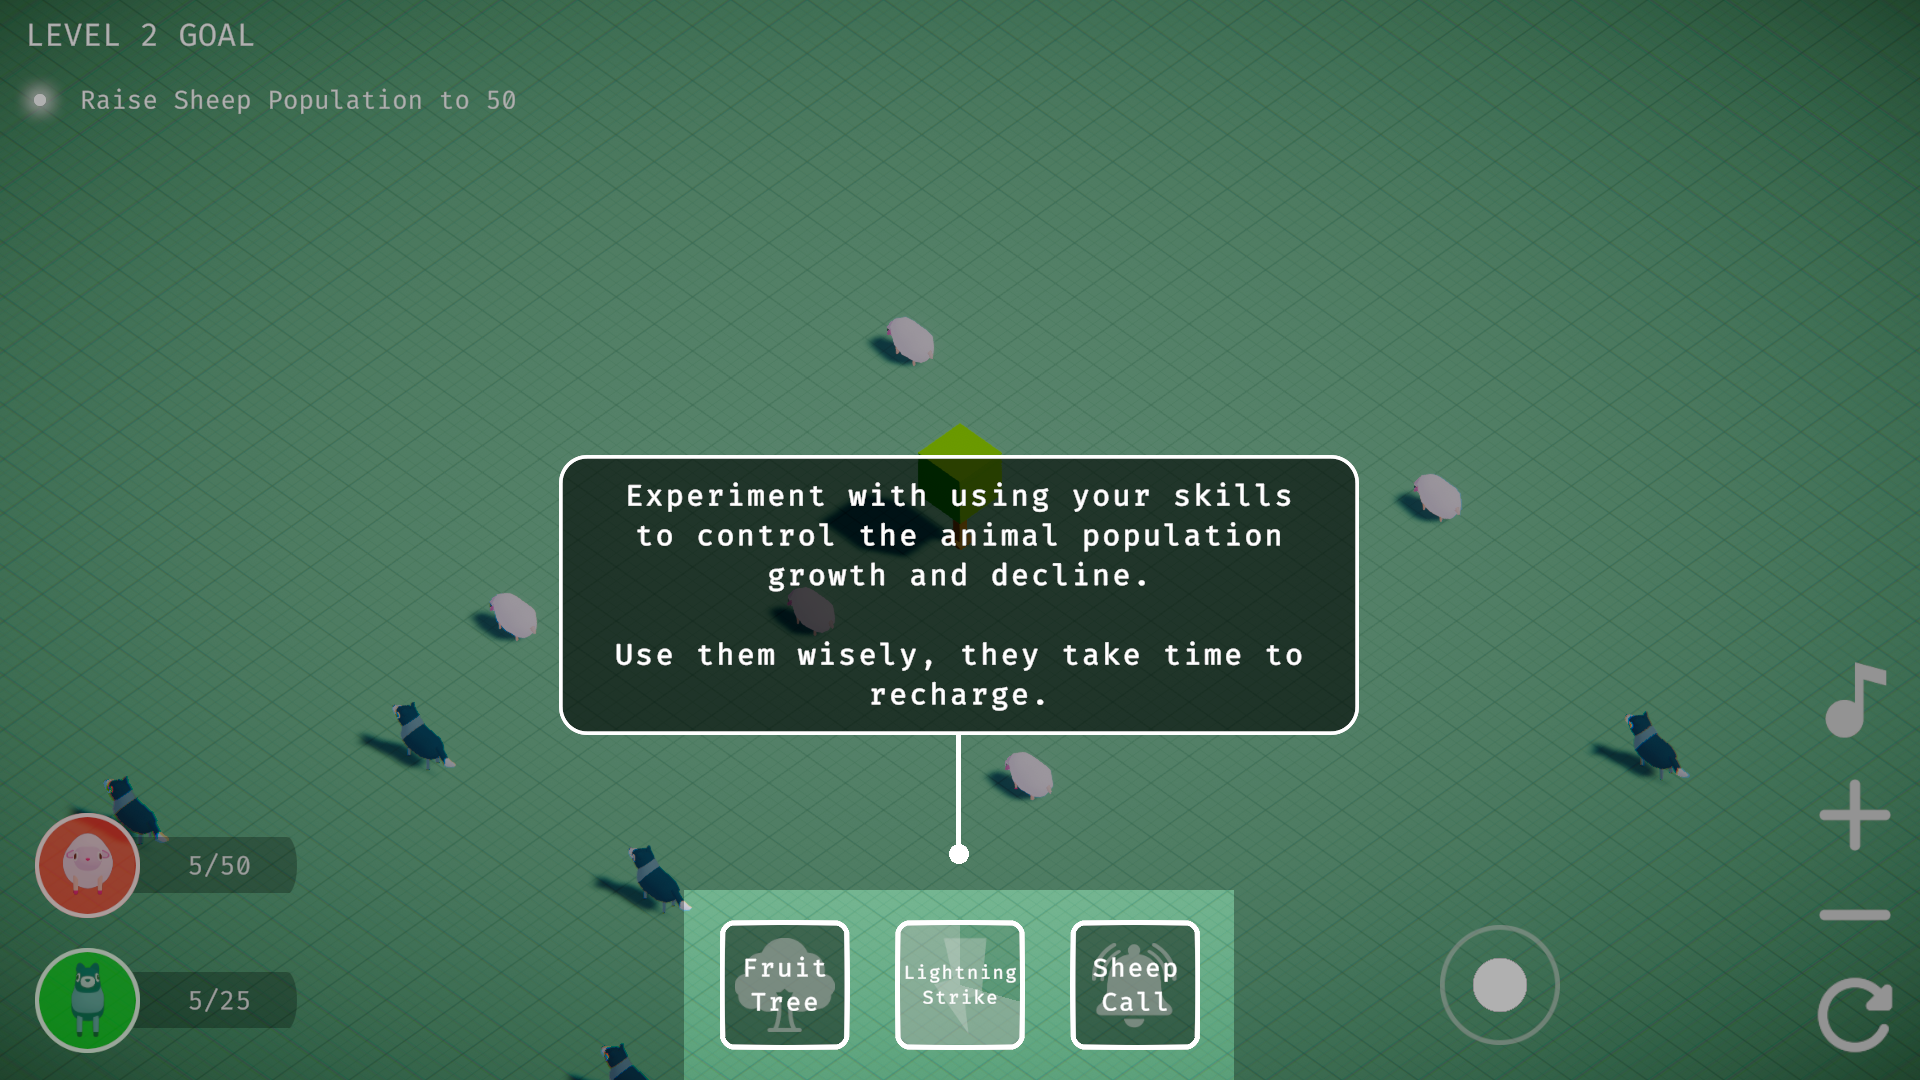 LEVEL 2 GOAL
Raise Sheep Population to 50
Experiment with using your skills
to control the animal population
growth and decline.
Use them wisely, they take time to
recharge.
5/50
5/25
Fruit
Tree
Lightning
Strike
Sheep
Call